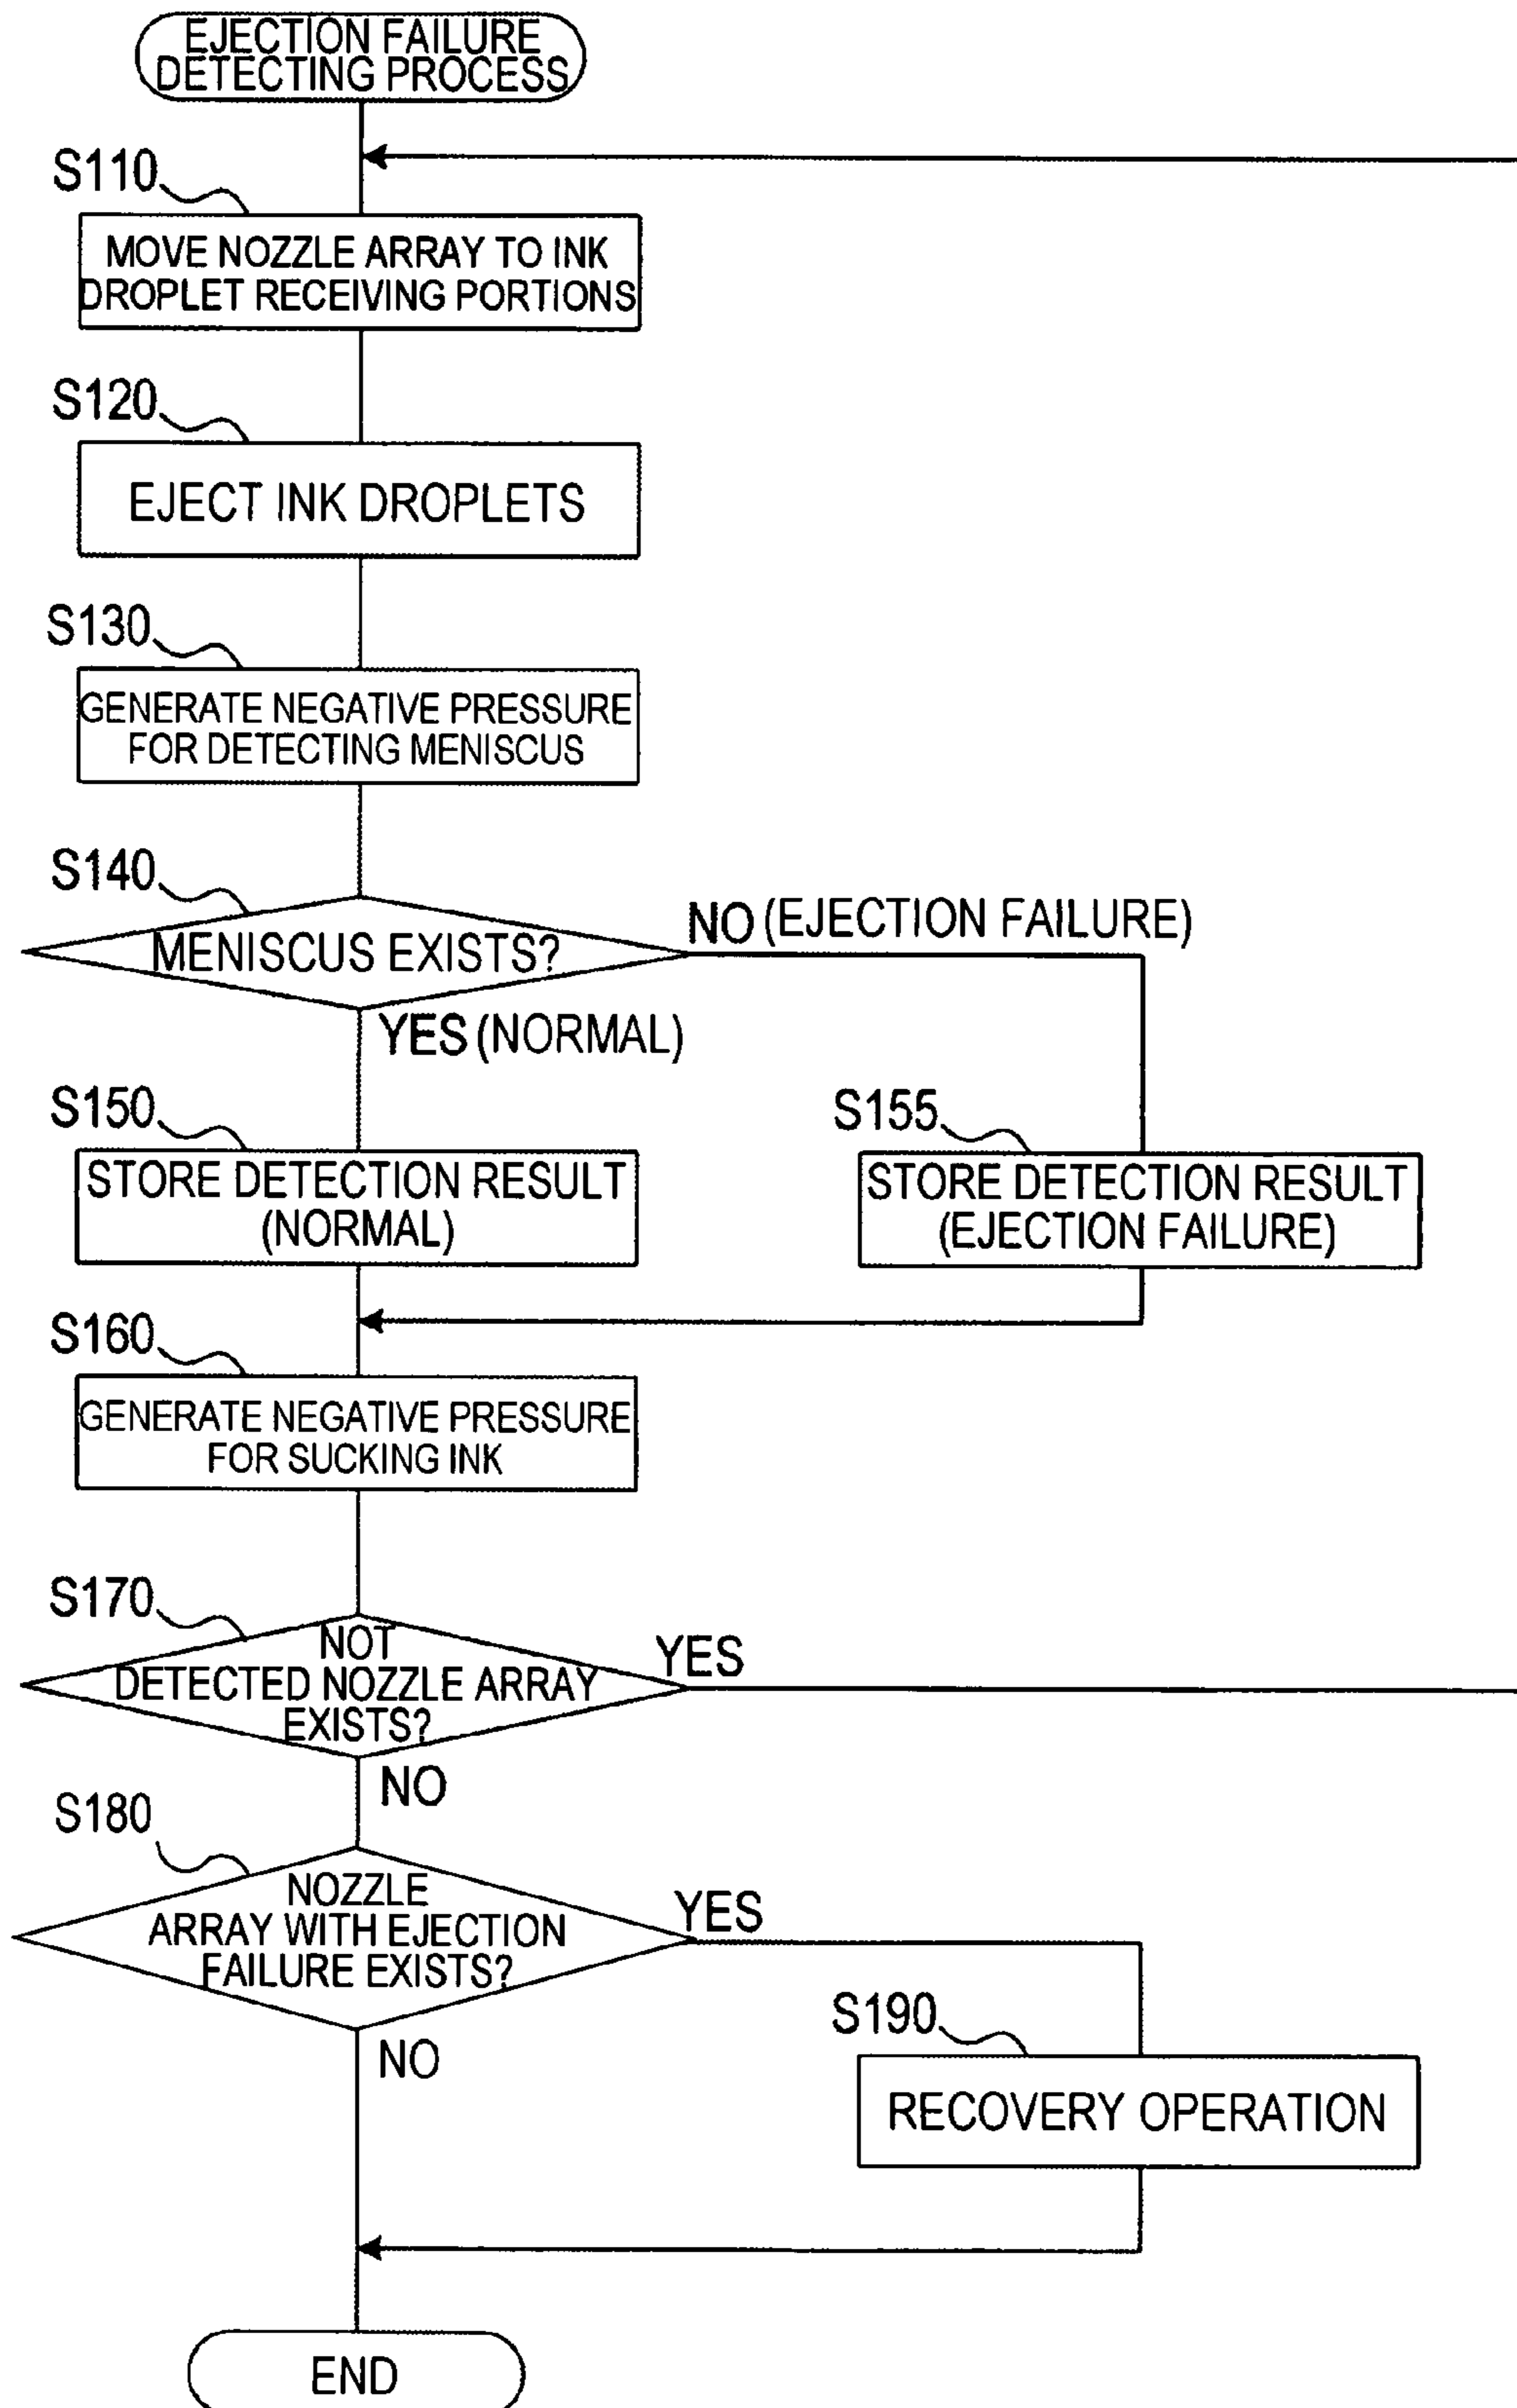 EJECTION FAILURE
DETECTING PROCESS
S110
MOVE NOZZLE ARRAY TO INK
DROPLET RECEIVING PORTIONS
S120
EJECT INK DROPLETS
S130
GENERATE NEGATIVE PRESSURE
FOR DETECTING MENISCUS
S140
MENISCUS EXISTS?
NO (EJECTION FAILURE)
YES (NORMAL)
S150
STORE DETECTION RESULT
(NORMAL)
S155
STORE DETECTION RESULT
(EJECTION FAILURE)
S160
GENERATE NEGATIVE PRESSURE
FOR SUCKING INK
S170
NOT
DETECTED NOZZLE ARRAY
EXISTS?
YES
NO
S180
NOZZLE
ARRAY WITH EJECTION
FAILURE EXISTS?
YES
NO
S190
RECOVERY OPERATION
END